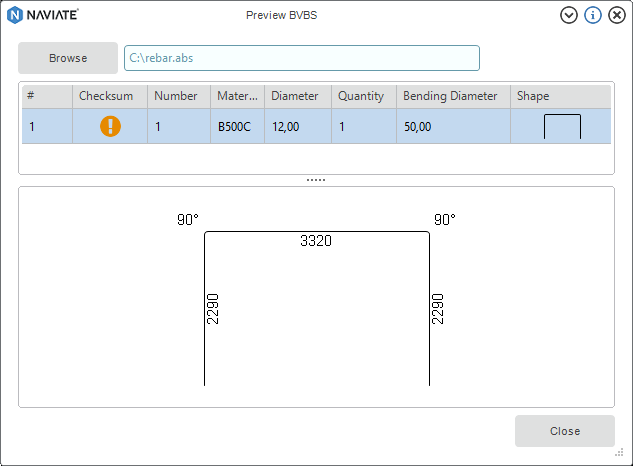 NAVIATE® Preview BVBS
Browse C:\rebar.abs
# Checksum Number Mater... Diameter Quantity Bending Diameter Shape
1 1 B500C 12,00 1 50,00
90° 90°
3320
2290 2290
Close